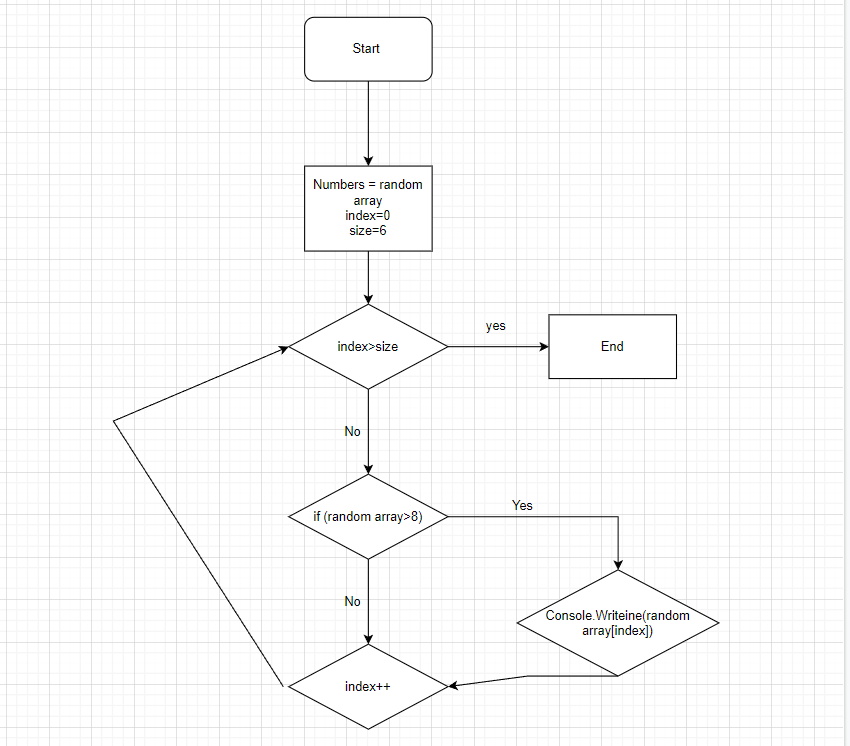 Start
Numbers = random
array
index=0
size=6
index>size
yes
End
No
if (random array>8)
Yes
Console.Writeine(random
array[index])
No
index++